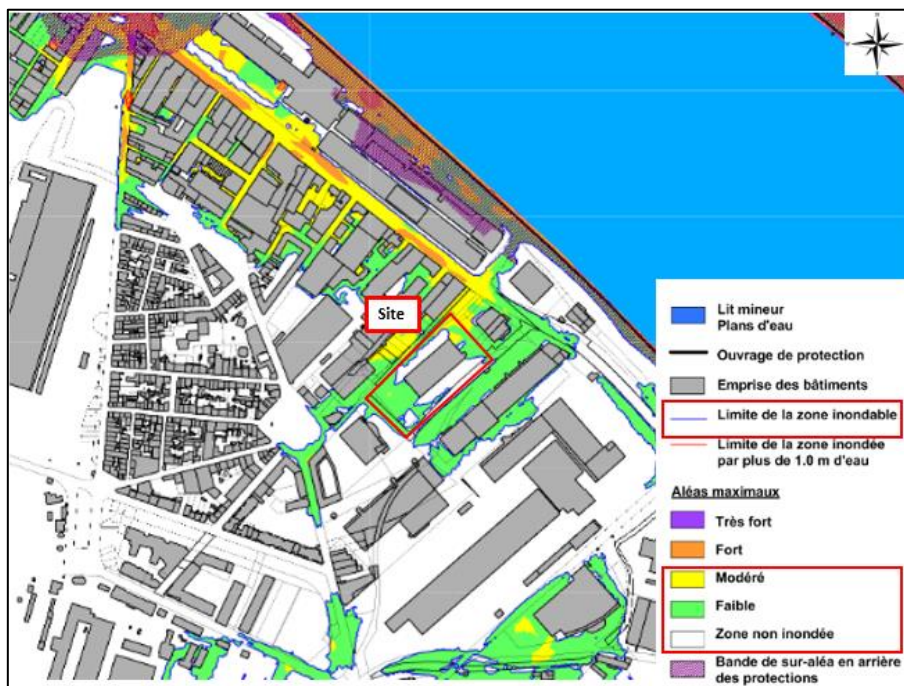 Site
Lit mineur
Plans d'eau
Ouvrage de protection
Emprise des bâtiments
Limite de la zone inondable
Limite de la zone inondée
par plus de 1.0 m d'eau
Aléas maximaux
Très fort
Fort
Modéré
Faible
Zone non inondée
Bande de sur-aléa en arrière
des protections